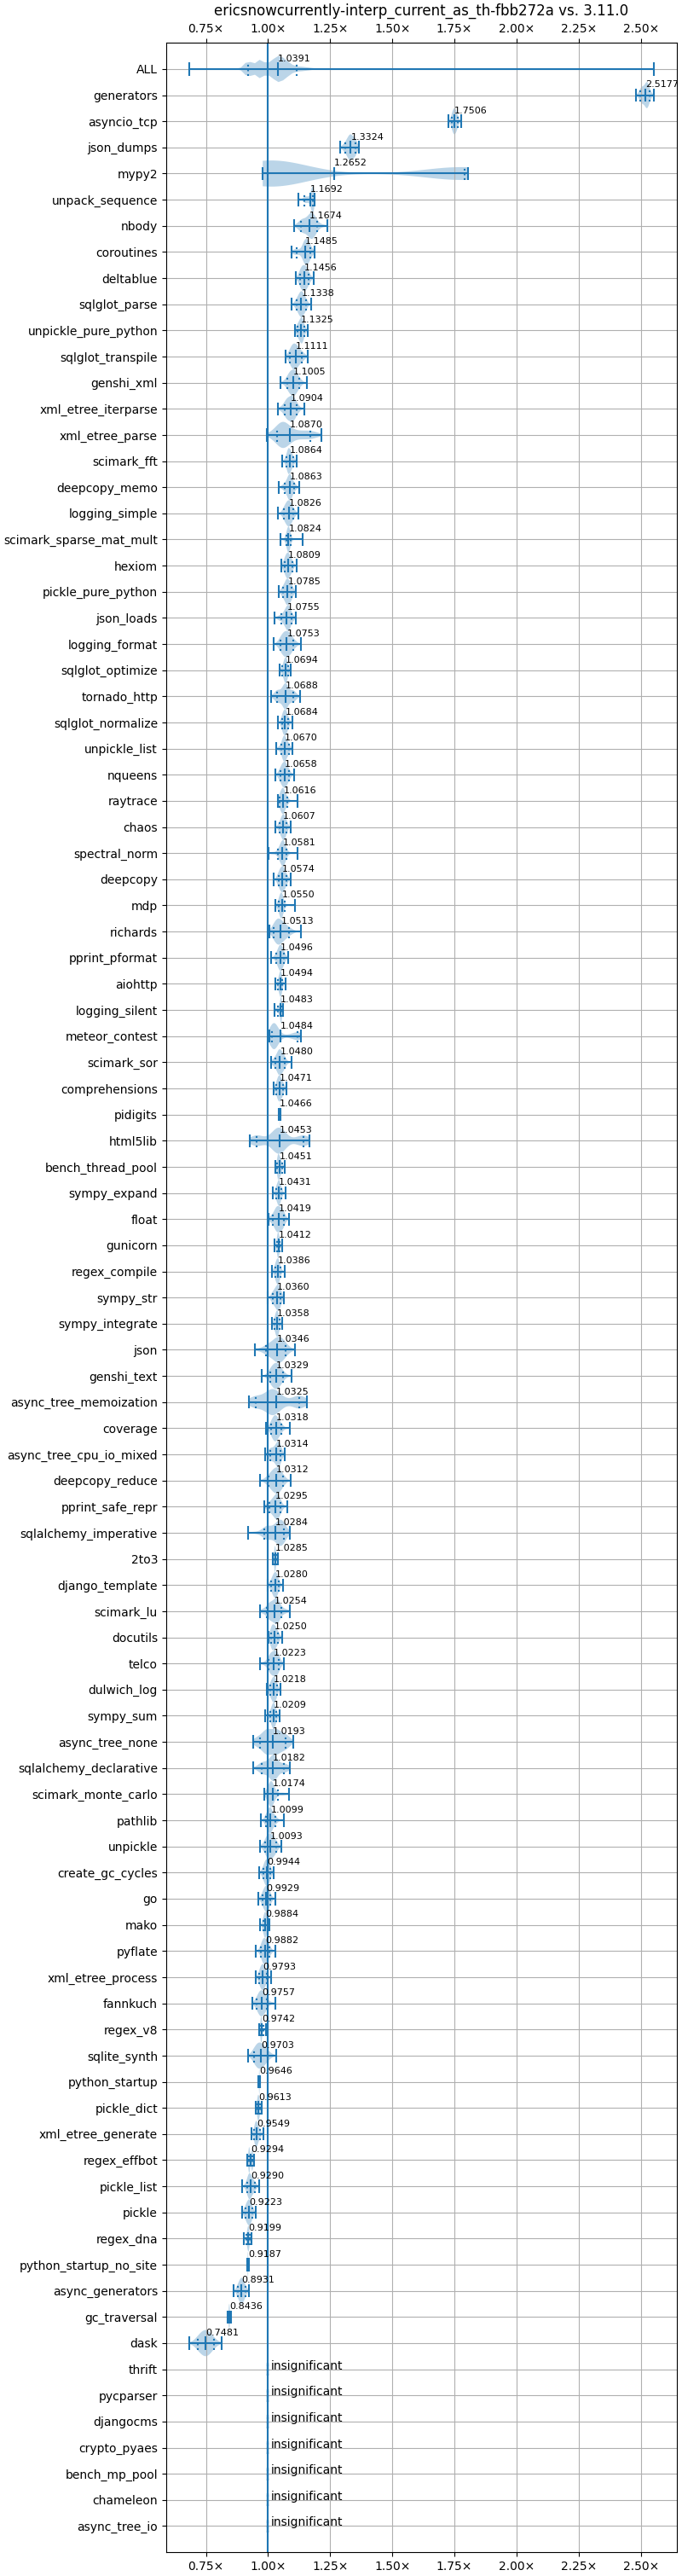 ericsnowcurrently-interp_current_as_th-fbb272a vs. 3.11.0
0.75× 1.00× 1.25× 1.50× 1.75× 2.00× 2.25× 2.50×
ALL 1.0391
generators 2.5177
asyncio_tcp 1.7506
json_dumps 1.3324
mypy2 1.2652
unpack_sequence 1.1692
nbody 1.1674
coroutines 1.1485
deltablue 1.1456
sqlglot_parse 1.1338
unpickle_pure_python 1.1325
sqlglot_transpile 1.1111
genshi_xml 1.1005
xml_etree_iterparse 1.0904
xml_etree_parse 1.0870
scimark_fft 1.0864
deepcopy_memo 1.0863
logging_simple 1.0826
scimark_sparse_mat_mult 1.0824
hexiom 1.0809
pickle_pure_python 1.0785
json_loads 1.0755
logging_format 1.0753
sqlglot_optimize 1.0694
tornado_http 1.0688
sqlglot_normalize 1.0684
unpickle_list 1.0670
nqueens 1.0658
raytrace 1.0616
chaos 1.0607
spectral_norm 1.0581
deepcopy 1.0574
mdp 1.0550
richards 1.0513
pprint_pformat 1.0496
aiohttp 1.0494
logging_silent 1.0483
meteor_contest 1.0484
scimark_sor 1.0480
comprehensions 1.0471
pidigits 1.0466
html5lib 1.0453
bench_thread_pool 1.0451
sympy_expand 1.0431
float 1.0419
gunicorn 1.0412
regex_compile 1.0386
sympy_str 1.0360
sympy_integrate 1.0358
json 1.0346
genshi_text 1.0329
async_tree_memoization 1.0325
coverage 1.0318
async_tree_cpu_io_mixed 1.0314
deepcopy_reduce 1.0312
pprint_safe_repr 1.0295
sqlalchemy_imperative 1.0284
2to3 1.0285
django_template 1.0280
scimark_lu 1.0254
docutils 1.0250
telco 1.0223
dulwich_log 1.0218
sympy_sum 1.0209
async_tree_none 1.0193
sqlalchemy_declarative 1.0182
scimark_monte_carlo 1.0174
pathlib 1.0099
unpickle 1.0093
create_gc_cycles 0.9944
go 0.9929
mako 0.9884
pyflate 0.9882
xml_etree_process 0.9793
fannkuch 0.9757
regex_v8 0.9742
sqlite_synth 0.9703
python_startup 0.9646
pickle_dict 0.9613
xml_etree_generate 0.9549
regex_effbot 0.9294
pickle_list 0.9290
pickle 0.9223
regex_dna 0.9199
python_startup_no_site 0.9187
async_generators 0.8931
gc_traversal 0.8436
dask 0.7481
thrift insignificant
pycparser insignificant
djangocms insignificant
crypto_pyaes insignificant
bench_mp_pool insignificant
chameleon insignificant
async_tree_io insignificant
0.75× 1.00× 1.25× 1.50× 1.75× 2.00× 2.25× 2.50×